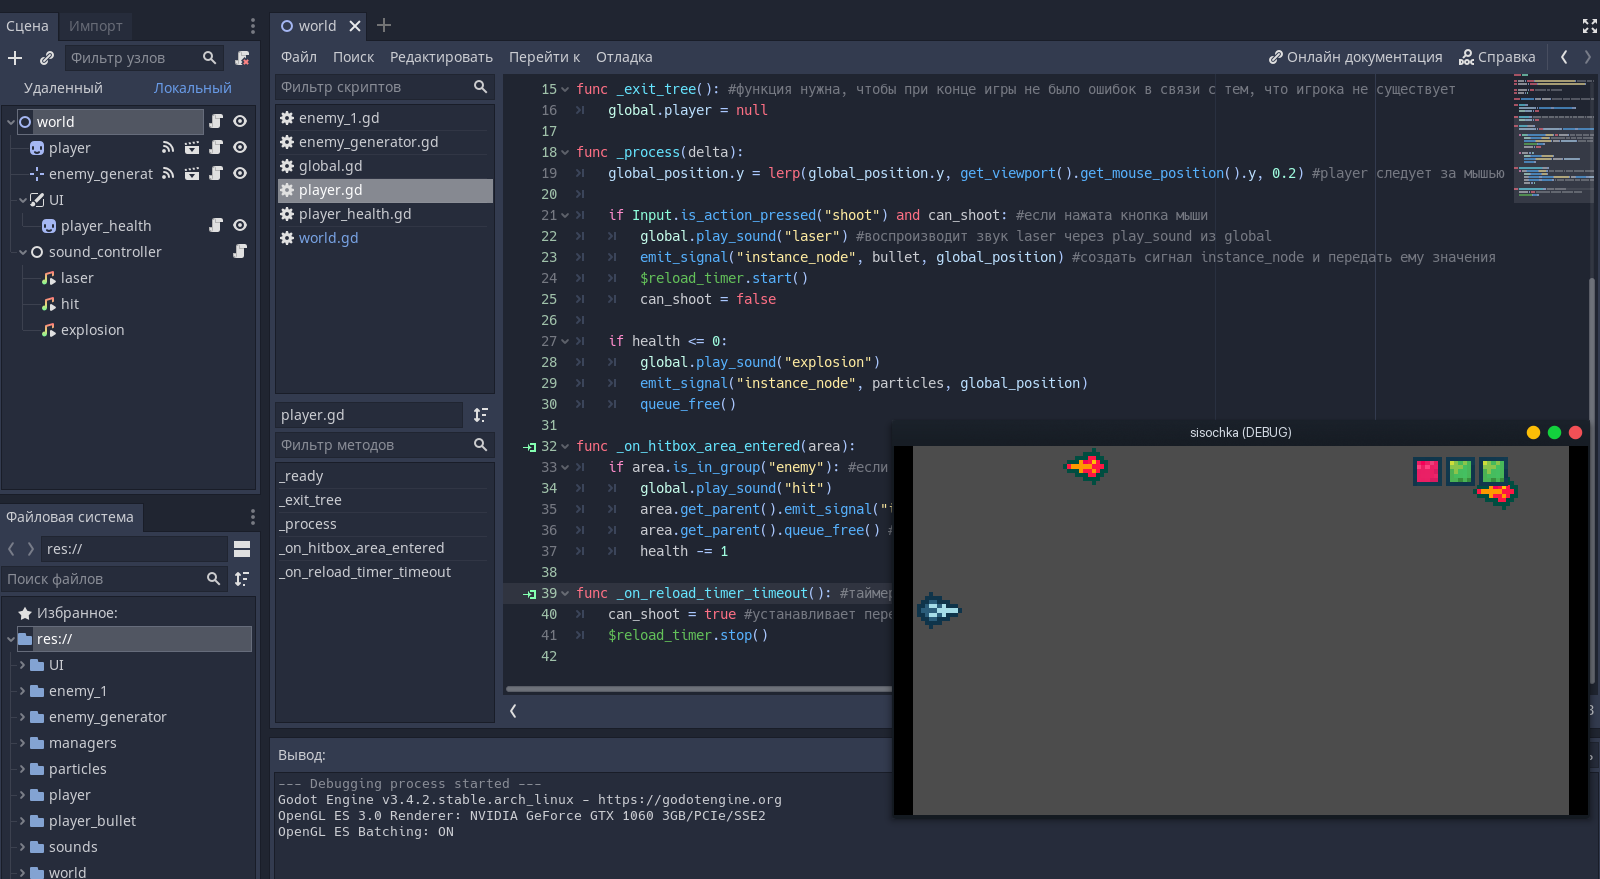 Сцена
Импорт
Фильтр узлов
Удаленный
Локальный
world
player
enemy_generat
UI
player_health
sound_controller
laser
hit
explosion
Файловая система
res://
Поиск файлов
Избранное:
res://
UI
enemy_1
enemy_generator
managers
particles
player
player_bullet
sounds
world
world
Файл Поиск Редактировать Перейти к Отладка
Онлайн документация
Справка
Фильтр скриптов
enemy_1.gd
enemy_generator.gd
global.gd
player.gd
player_health.gd
world.gd
player.gd
Фильтр методов
_ready
_exit_tree
_process
_on_hitbox_area_entered
_on_reload_timer_timeout
15 func _exit_tree(): #функция нужна, чтобы при конце игры не было ошибок в связи с тем, что игрока не существует
16 global.player = null
17
18 func _process(delta):
19 global_position.y = lerp(global_position.y, get_viewport().get_mouse_position().y, 0.2) #player следует за мышью
20
21 if Input.is_action_pressed("shoot") and can_shoot: #если нажата кнопка мыши
22 global.play_sound("laser") #воспроизводит звук laser через play_sound из global
23 emit_signal("instance_node", bullet, global_position) #создать сигнал instance_node и передать ему значения
24 $reload_timer.start()
25 can_shoot = false
26
27 if health <= 0:
28 global.play_sound("explosion")
29 emit_signal("instance_node", particles, global_position)
30 queue_free()
31
32 func _on_hitbox_area_entered(area):
33 if area.is_in_group("enemy"): #если
34 global.play_sound("hit")
35 area.get_parent().emit_signal("
36 area.get_parent().queue_free() #
37 health -= 1
38
39 func _on_reload_timer_timeout(): #таймер
40 can_shoot = true #устанавливает пере
41 $reload_timer.stop()
42
sisochka (DEBUG)
Вывод:
--- Debugging process started ---
Godot Engine v3.4.2.stable.arch_linux - https://godotengine.org
OpenGL ES 3.0 Renderer: NVIDIA GeForce GTX 1060 3GB/PCIe/SSE2
OpenGL ES Batching: ON